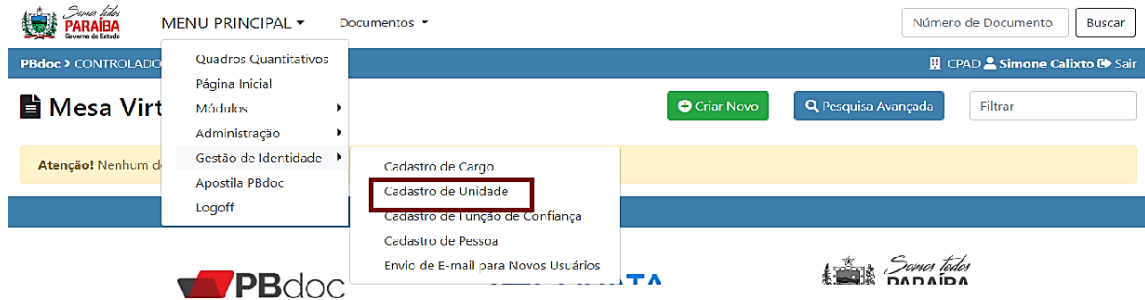 Somos todos
PARAÍBA
Governo do Estado
MENU PRINCIPAL
Documentos
Número de Documento
Buscar
PBdoc CONTROLADO
CPAD Simone Calixto Sair
Quadros Quantitativos
Página Inicial
Módulos
Administração
Gestão de Identidade
Apostila PBdoc
Logoff
Mesa Virt
Criar Novo
Pesquisa Avançada
Filtrar
Atenção! Nenhum d
Cadastro de Cargo
Cadastro de Unidade
Cadastro de Função de Confiança
Cadastro de Pessoa
Envio de E-mail para Novos Usuários
PBdoc
Somos todos
PARAÍBA